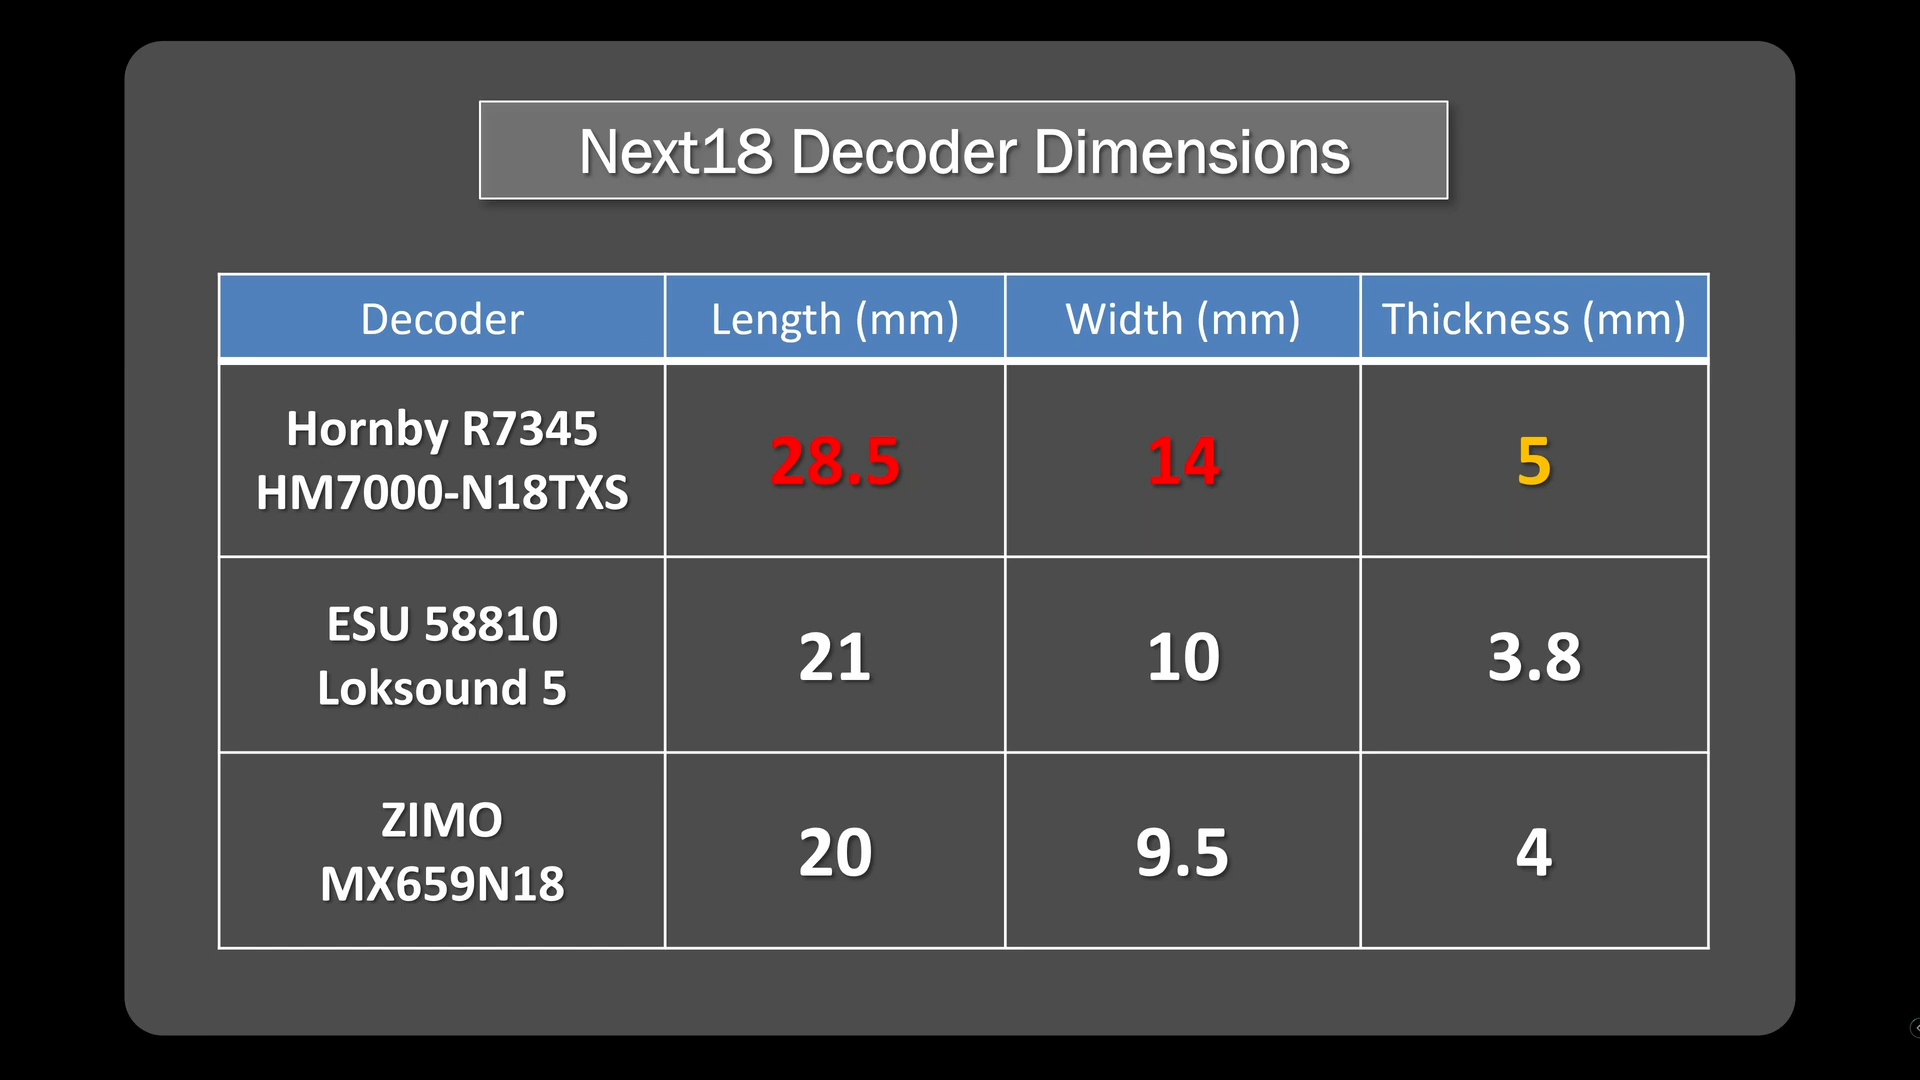 Next18 Decoder Dimensions
Decoder Length (mm) Width (mm) Thickness (mm)
Hornby R7345
HM7000-N18TXS 28.5 14 5
ESU 58810
Loksound 5 21 10 3.8
ZIMO
MX659N18 20 9.5 4